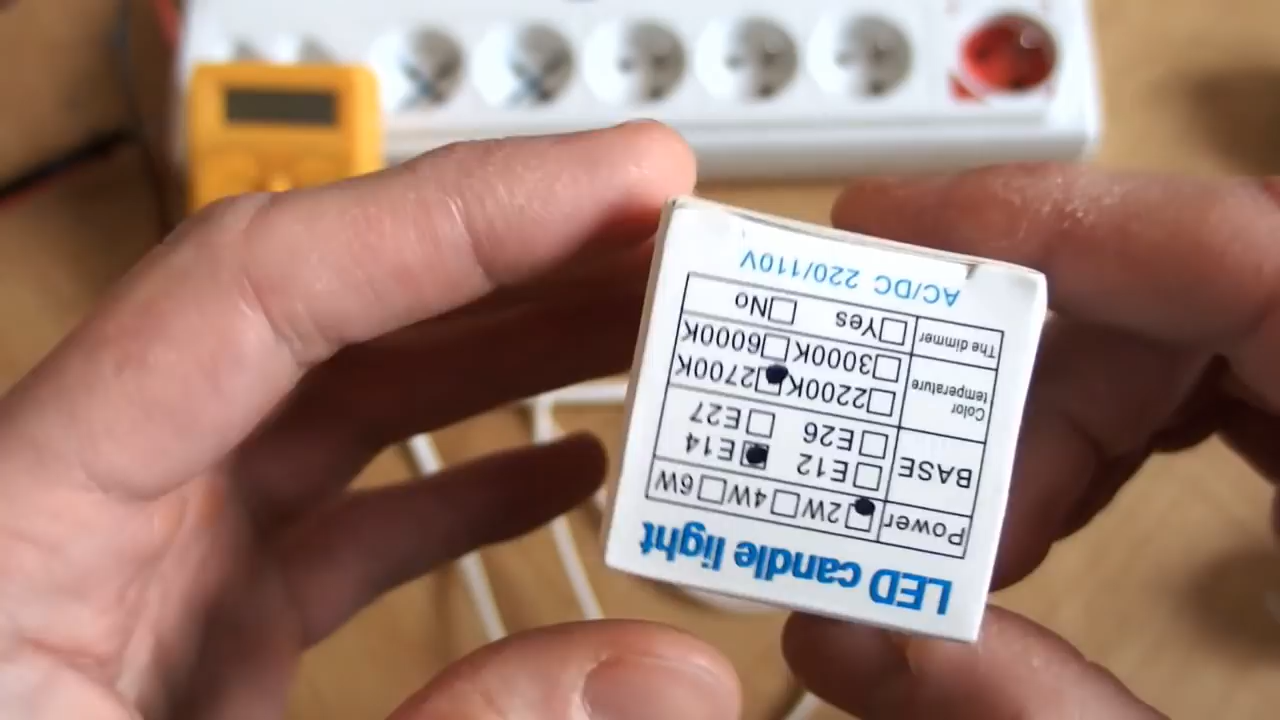 LED candle light
Power □2W □4W □6W
BASE □E12 □E14
□E26 □E27
Color temperature □2200K □2700K
□3000K □6000K
The dimmer □Yes □No
AC/DC 220/110V